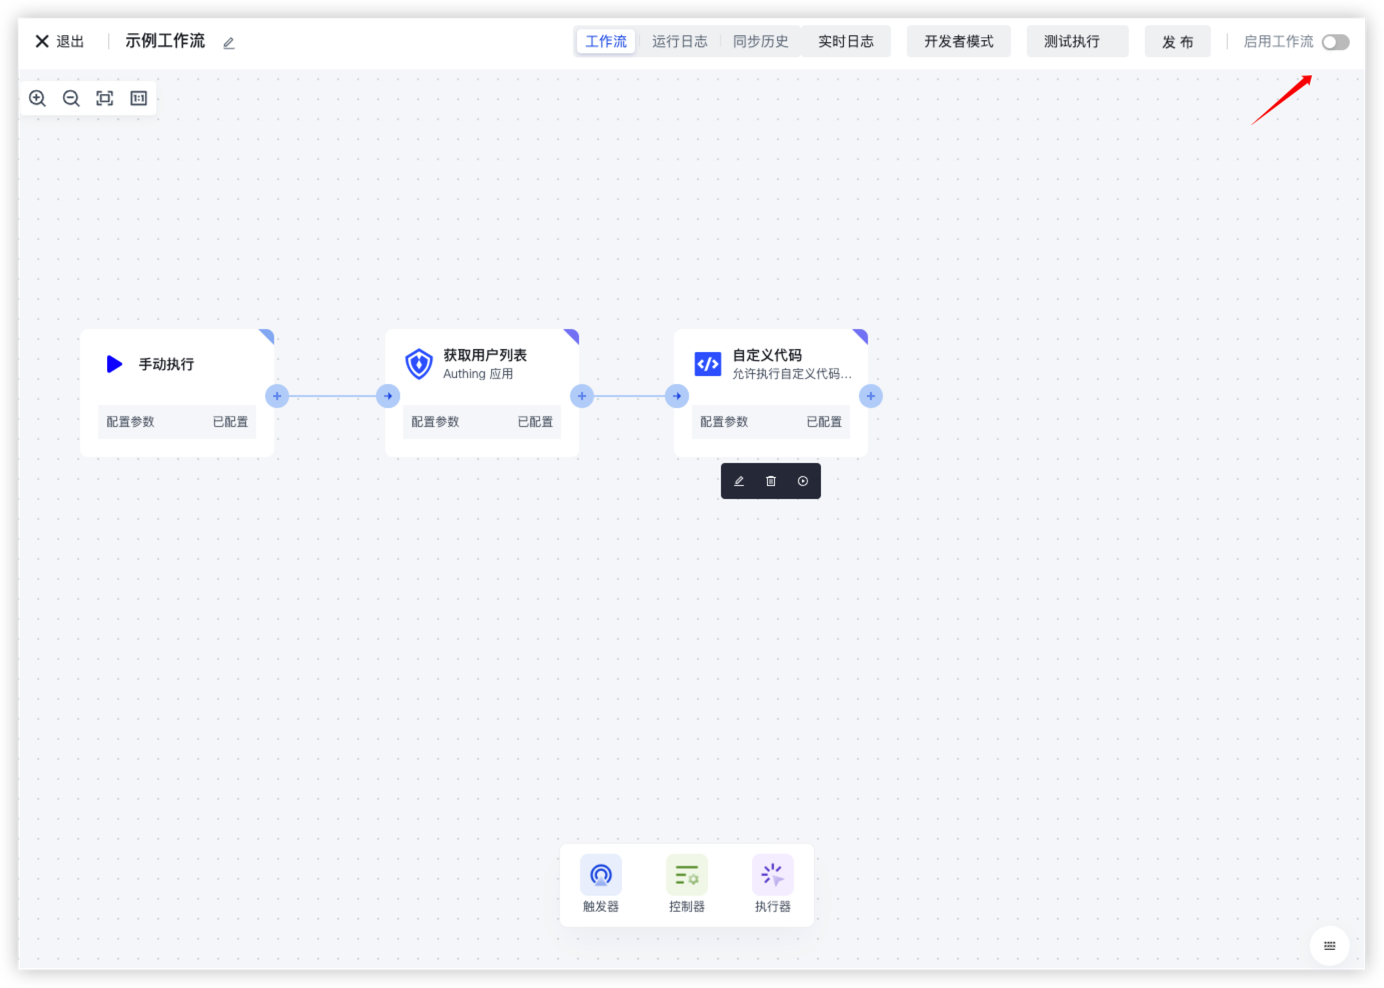 退出
示例工作流
工作流
运行日志
同步历史
实时日志
开发者模式
测试执行
发布
启用工作流
1:1
手动执行
配置参数
已配置
获取用户列表
Authing 应用
配置参数
已配置
自定义代码
允许执行自定义代码...
配置参数
已配置
触发器
控制器
执行器